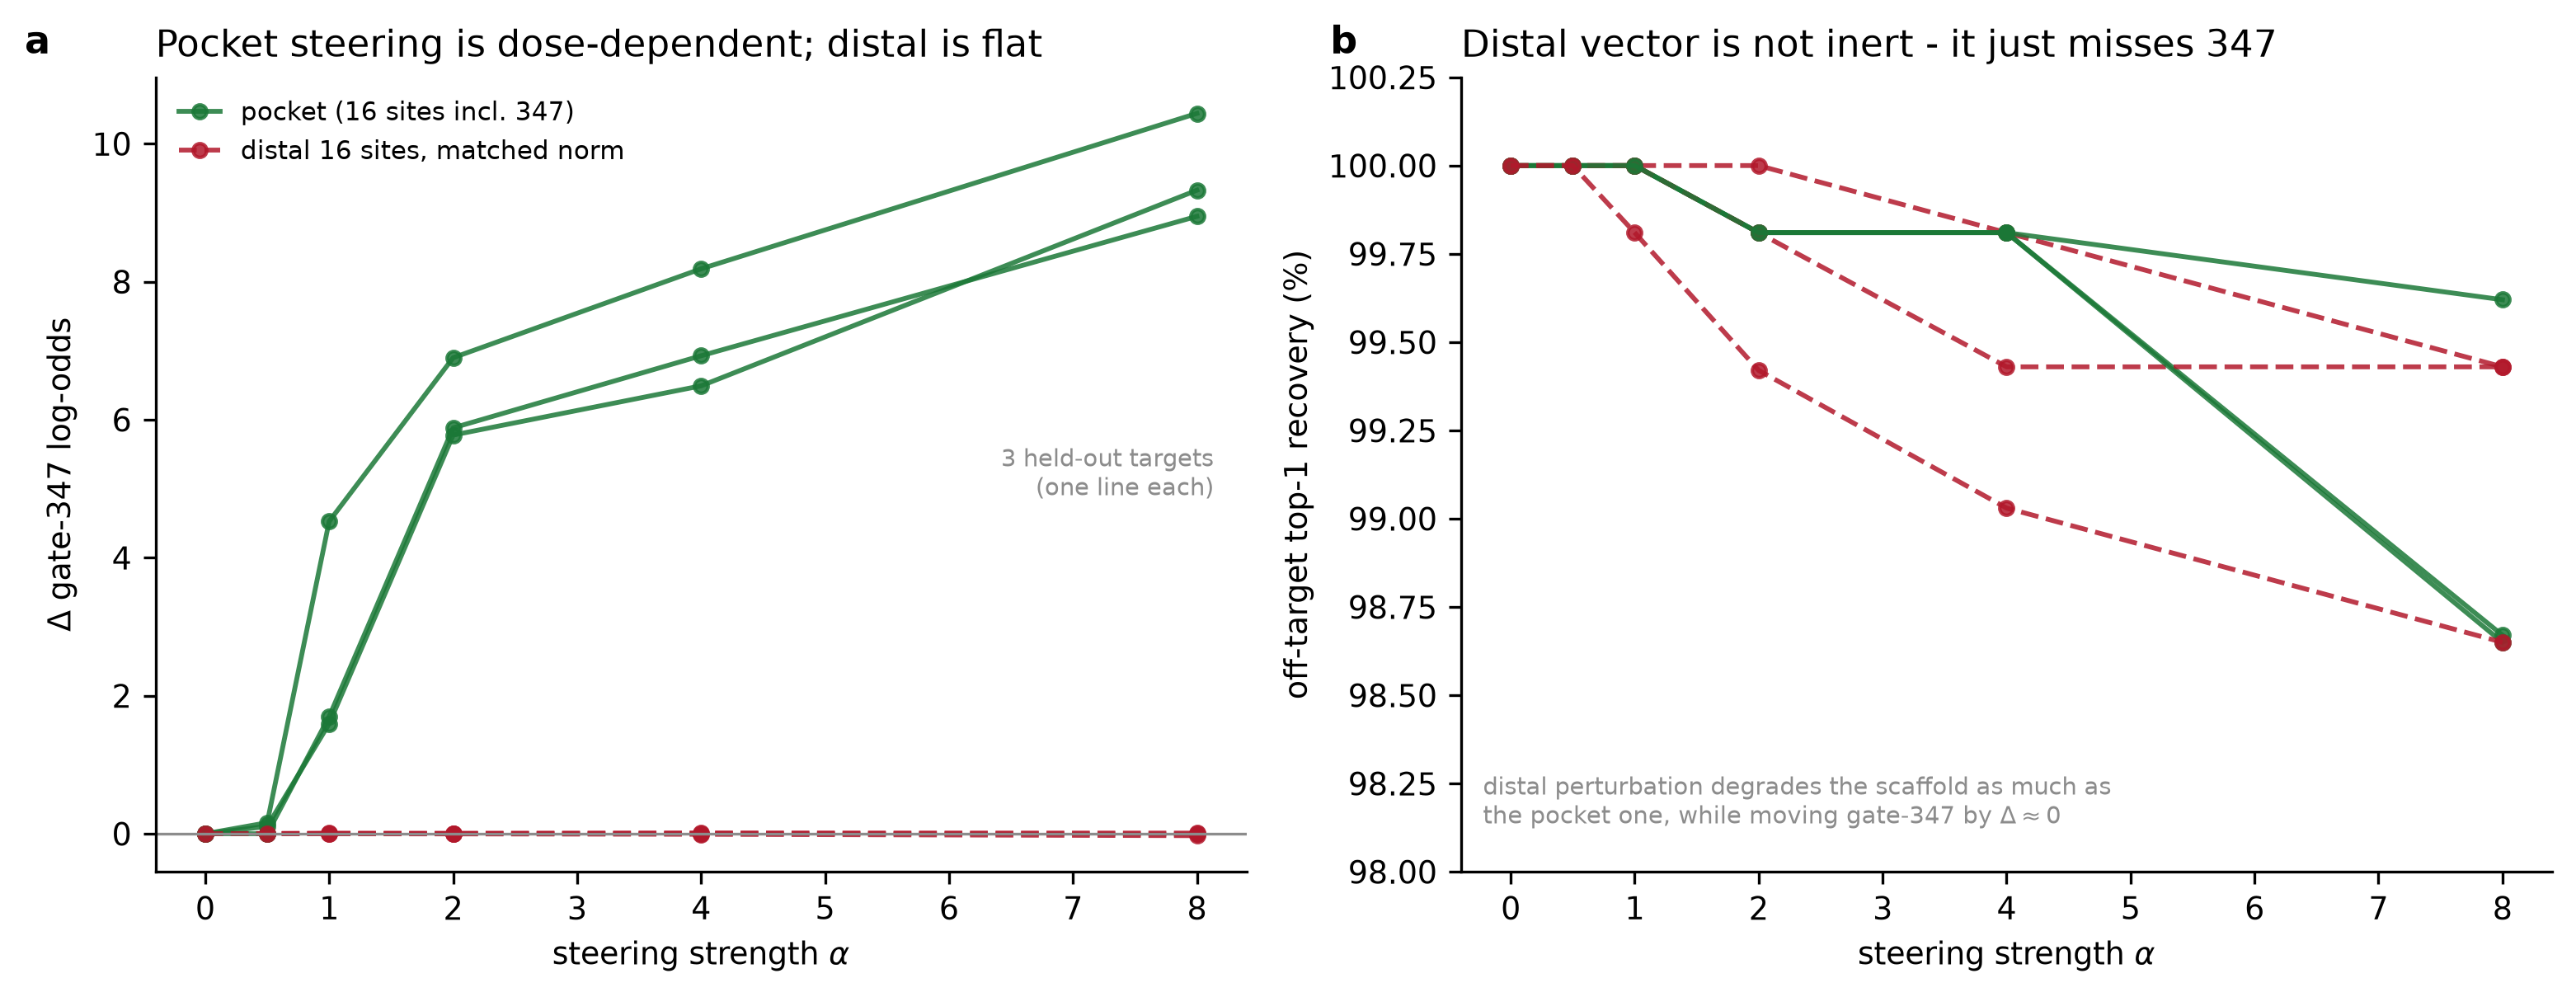 a
Pocket steering is dose-dependent; distal is flat
pocket (16 sites incl. 347)
distal 16 sites, matched norm
10
8
6
4
2
0
Δ gate-347 log-odds
3 held-out targets
(one line each)
0 1 2 3 4 5 6 7 8
steering strength α
b
Distal vector is not inert - it just misses 347
100.25
100.00
99.75
99.50
99.25
99.00
98.75
98.50
98.25
98.00
off-target top-1 recovery (%)
distal perturbation degrades the scaffold as much as
the pocket one, while moving gate-347 by Δ ≈ 0
0 1 2 3 4 5 6 7 8
steering strength α